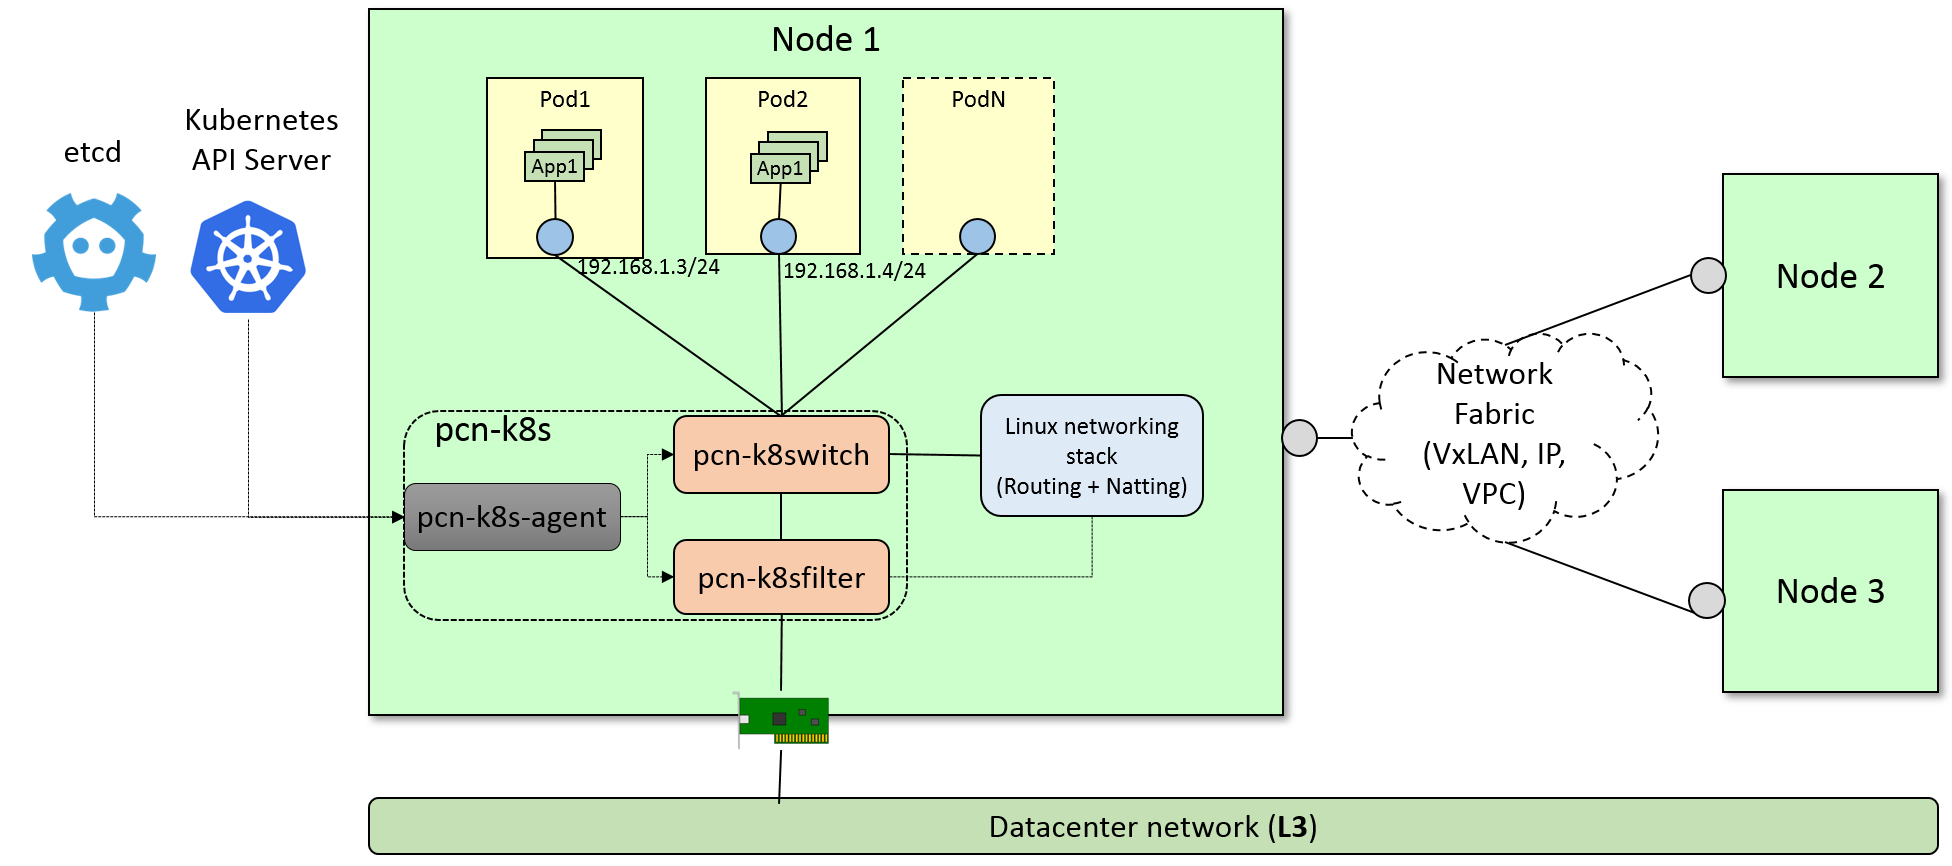 Node 1
Pod1
Pod2
PodN
App1
App1
192.168.1.3/24
192.168.1.4/24
etcd
Kubernetes
API Server
pcn-k8s
pcn-k8switch
pcn-k8s-agent
pcn-k8sfilter
Linux networking
stack
(Routing + Natting)
Network
Fabric
(VxLAN, IP,
VPC)
Node 2
Node 3
Datacenter network (L3)